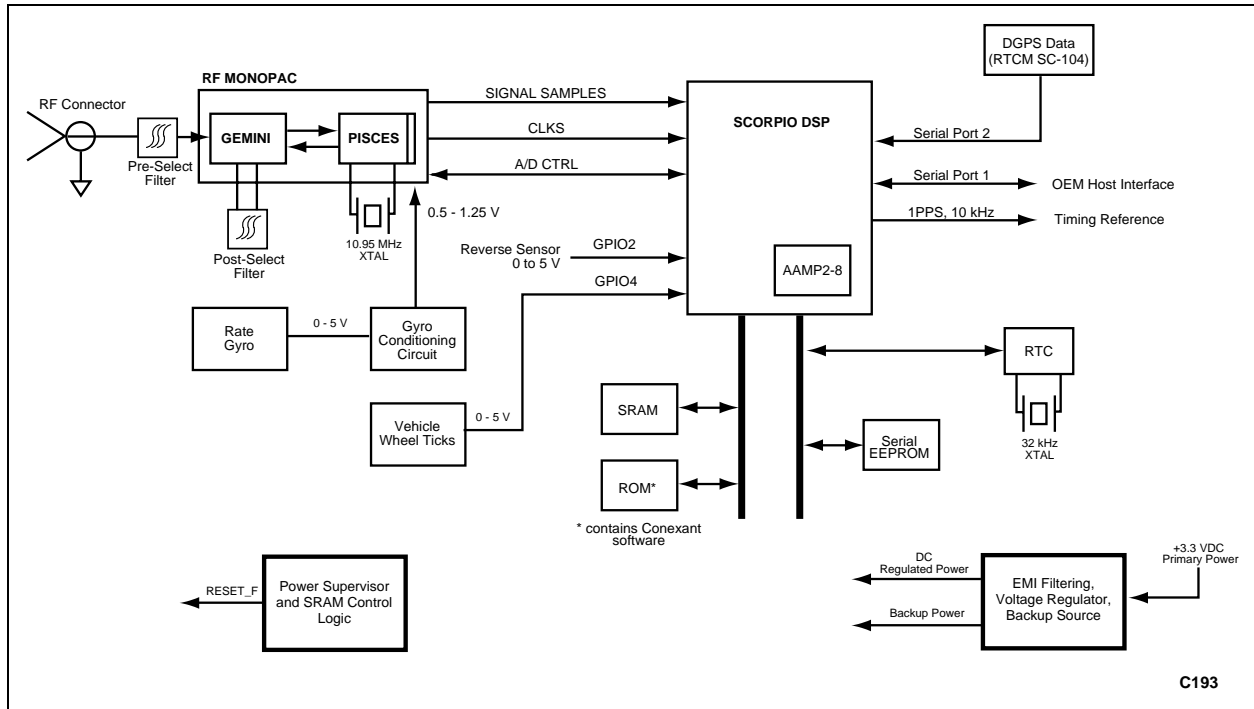 DGPS Data
(RTCM SC-104)
RF MONOPAC
RF Connector
SIGNAL SAMPLES
SCORPIO DSP
GEMINI
PISCES
CLKS
Serial Port 2
Pre-Select
Filter
A/D CTRL
Serial Port 1
OEM Host Interface
0.5 - 1.25 V
1PPS, 10 kHz
Timing Reference
10.95 MHz
XTAL
Post-Select
Filter
Reverse Sensor
0 to 5 V
GPIO2
AAMP2-8
GPIO4
Rate
Gyro
0 - 5 V
Gyro
Conditioning
Circuit
RTC
SRAM
Vehicle
Wheel Ticks
0 - 5 V
Serial
EEPROM
32 kHz
XTAL
ROM*
* contains Conexant
software
RESET_F
Power Supervisor
and SRAM Control
Logic
DC
Regulated Power
Backup Power
EMI Filtering,
Voltage Regulator,
Backup Source
+3.3 VDC
Primary Power
C193